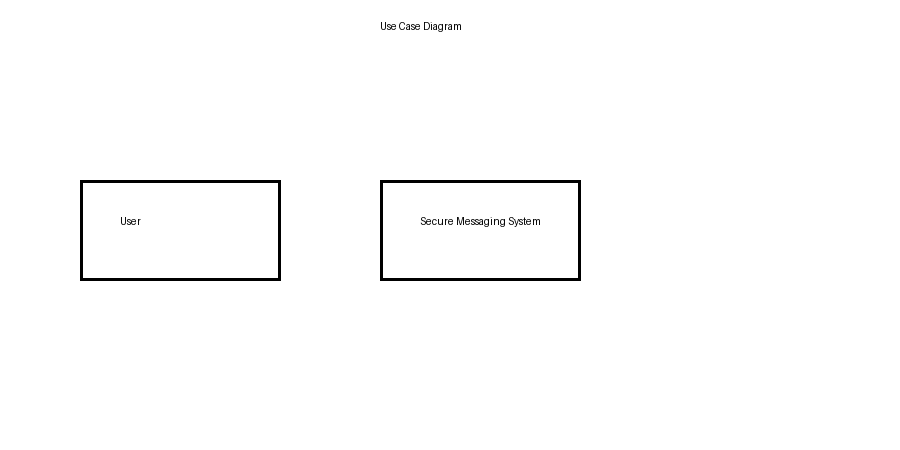 Use Case Diagram
User
Secure Messaging System